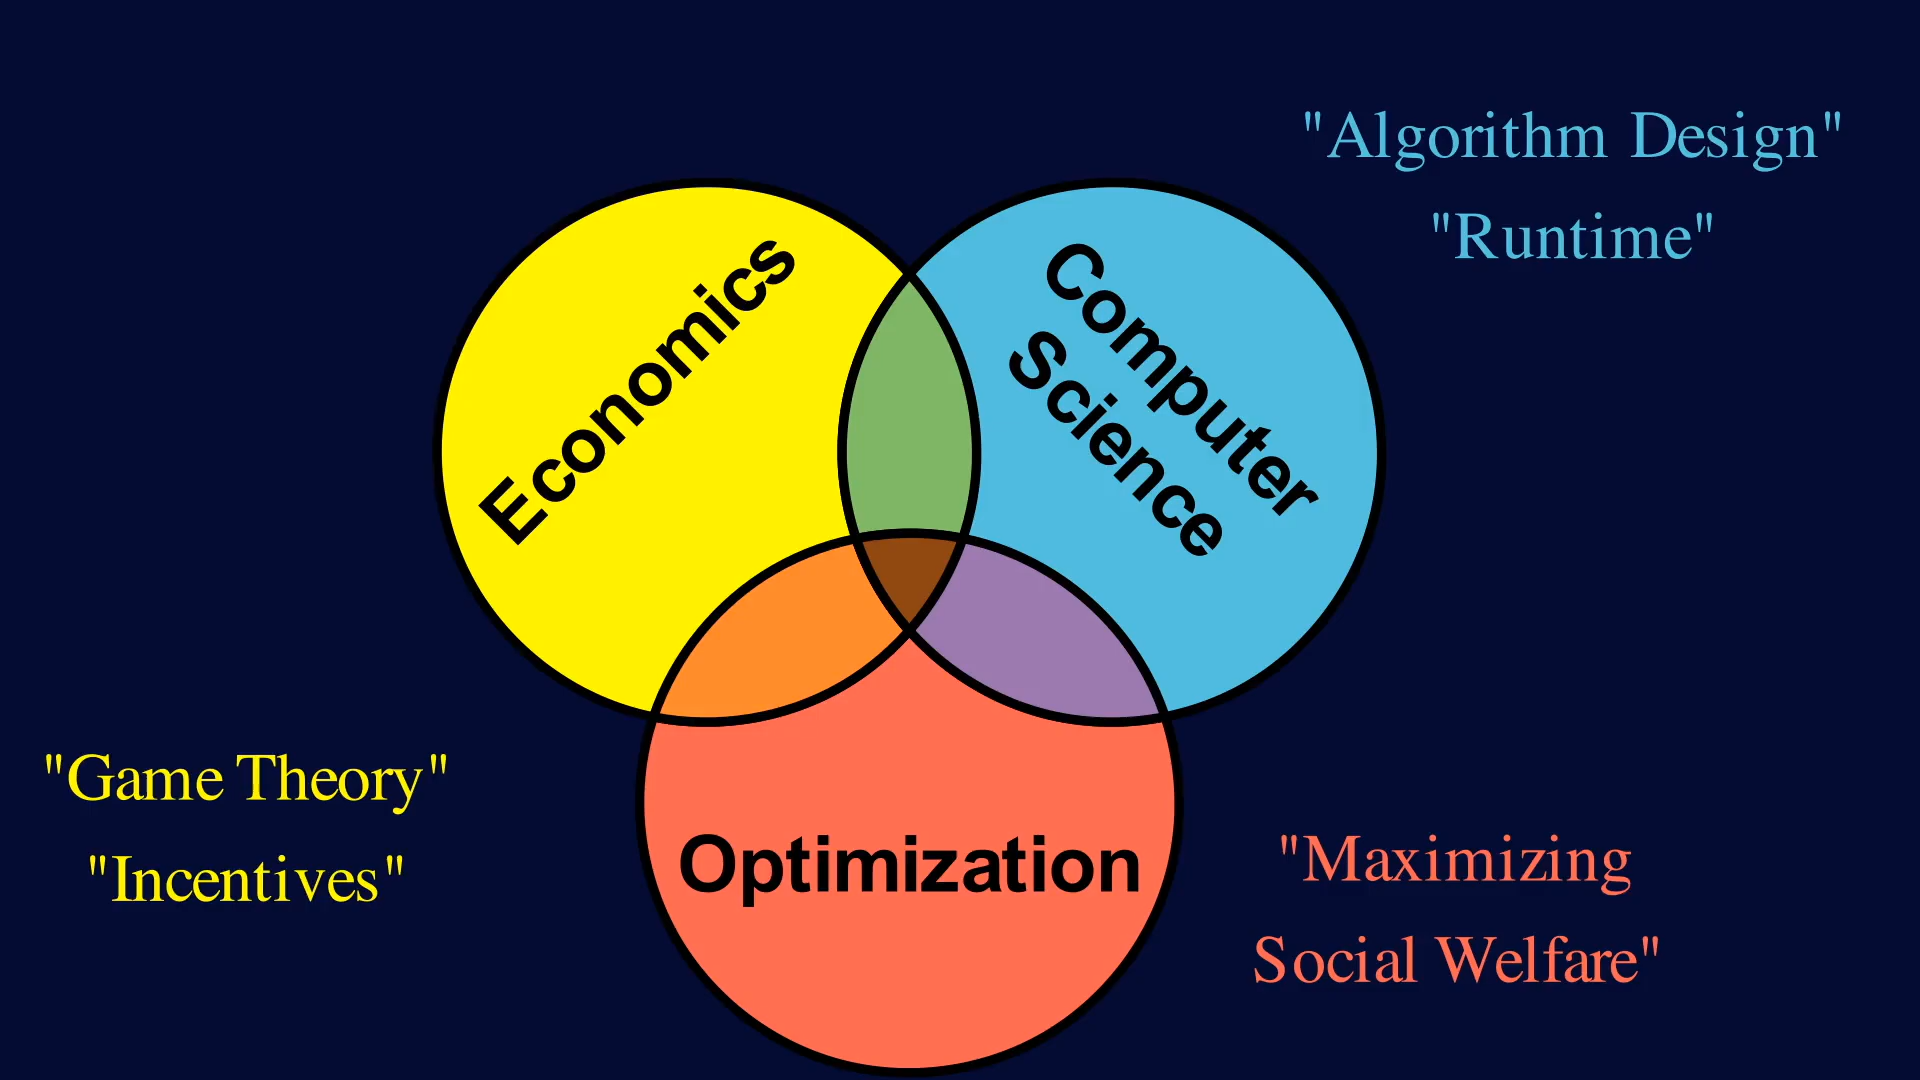 "Algorithm Design"
"Runtime"
Economics
Computer
Science
"Game Theory"
"Incentives"
Optimization
"Maximizing
Social Welfare"